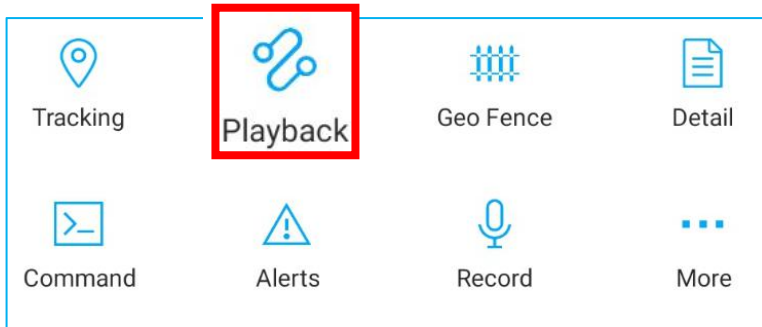 Tracking
Playback
Geo Fence
Detail
Command
Alerts
Record
More